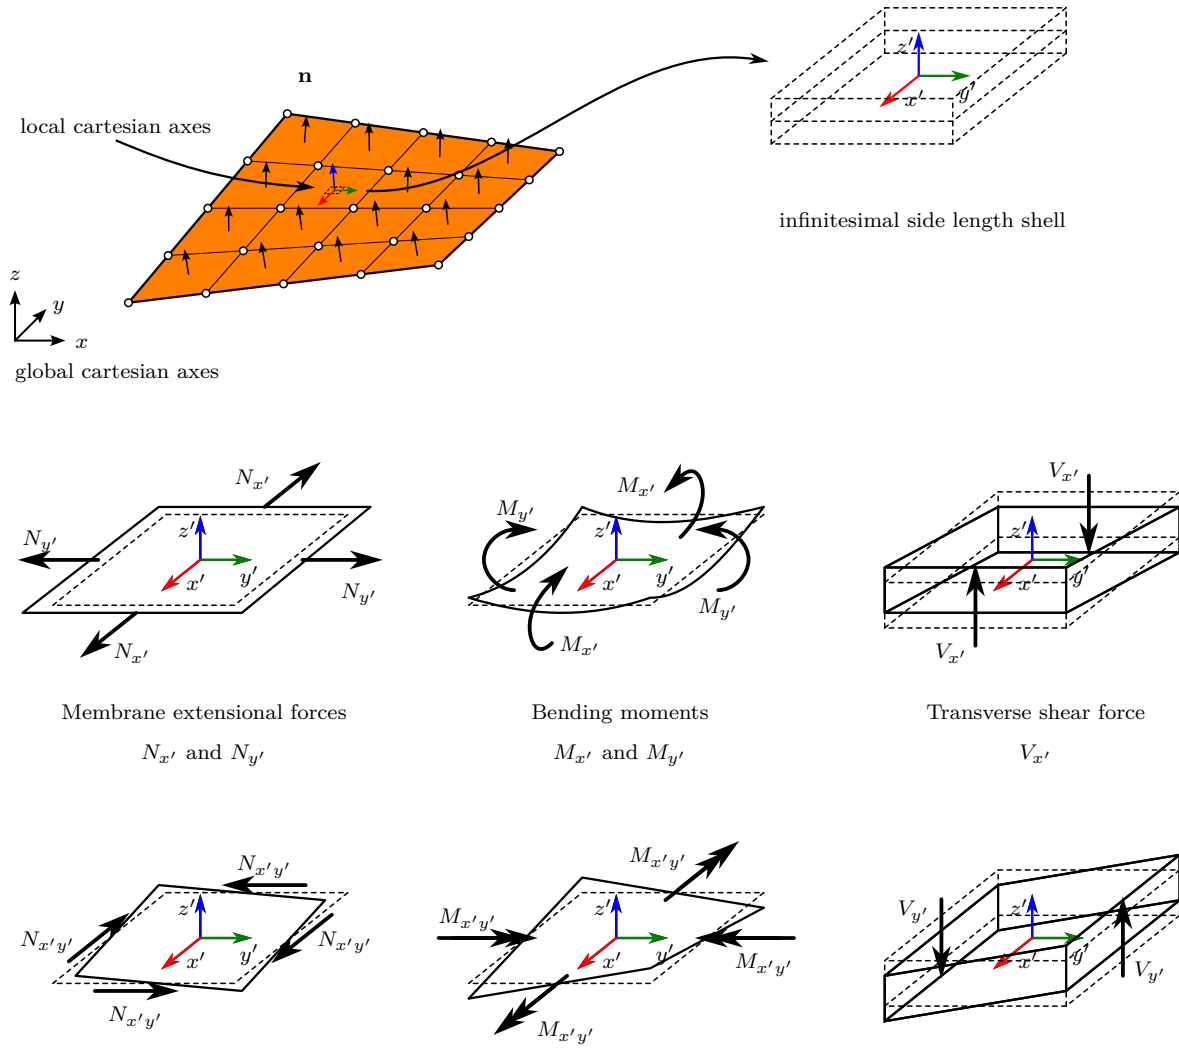 n
local cartesian axes
z′
x′
y′
infinitesimal side length shell
z
y
x
global cartesian axes
N_{x′}
N_{y′}
z′
x′
y′
N_{y′}
N_{x′}
M_{x′}
M_{y′}
z′
x′
y′
M_{y′}
M_{x′}
V_{x′}
z′
x′
y′
V_{x′}
Membrane extensional forces
N_{x′} and N_{y′}
Bending moments
M_{x′} and M_{y′}
Transverse shear force
V_{x′}
N_{x′y′}
z′
N_{x′y′}
N_{x′y′}
x′
y′
N_{x′y′}
M_{x′y′}
M_{x′y′}
z′
x′
y′
M_{x′y′}
M_{x′y′}
V_{y′}
z′
x′
y′
V_{y′}